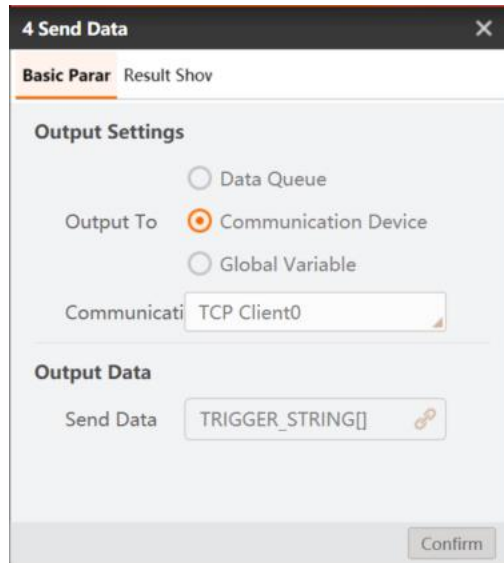 4 Send Data
Basic Parar Result Shov
Output Settings
Data Queue
Output To Communication Device
Global Variable
Communicati TCP Client0
Output Data
Send Data TRIGGER_STRING[]
Confirm